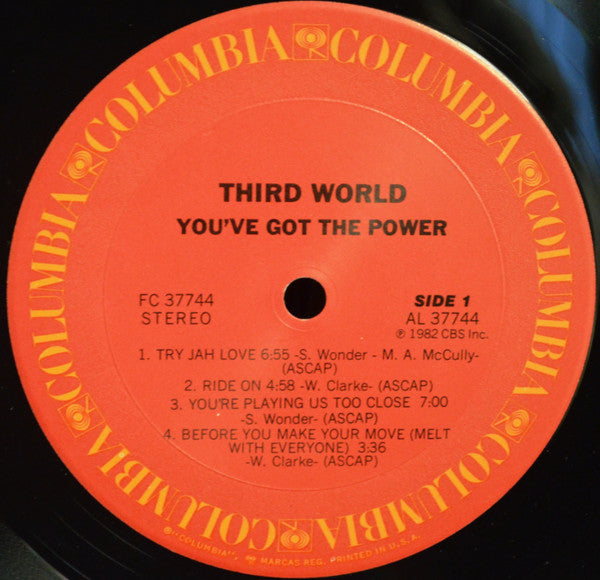 COLUMBIA COLUMBIA COLUMBIA COLUMBIA COLUMBIA COLUMBIA
THIRD WORLD
YOU'VE GOT THE POWER
FC 37744
STEREO
SIDE 1
AL 37744
℗ 1982 CBS Inc.
1. TRY JAH LOVE 6:55 -S. Wonder - M. A. McCully-
(ASCAP)
2. RIDE ON 4:58 -W. Clarke- (ASCAP)
3. YOU'RE PLAYING US TOO CLOSE 7:00
-S. Wonder- (ASCAP)
4. BEFORE YOU MAKE YOUR MOVE (MELT
WITH EVERYONE) 3:36
-W. Clarke- (ASCAP)
®"COLUMBIA", MARCAS REG. PRINTED IN U.S.A.